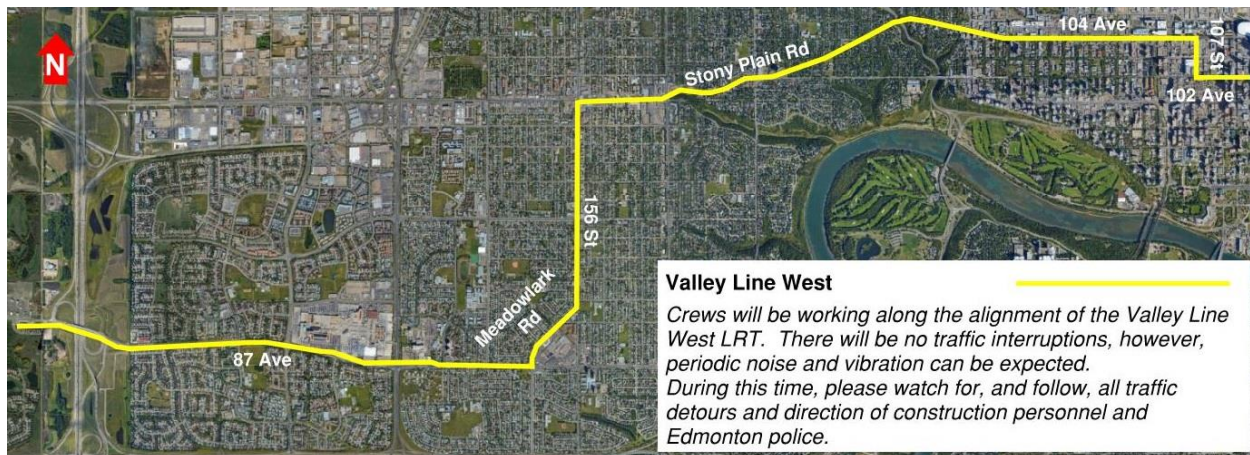 N
104 Ave
107 St
Stony Plain Rd
102 Ave
156 St
Meadowlark
Rd
87 Ave
Valley Line West
Crews will be working along the alignment of the Valley Line
West LRT. There will be no traffic interruptions, however,
periodic noise and vibration can be expected.
During this time, please watch for, and follow, all traffic
detours and direction of construction personnel and
Edmonton police.